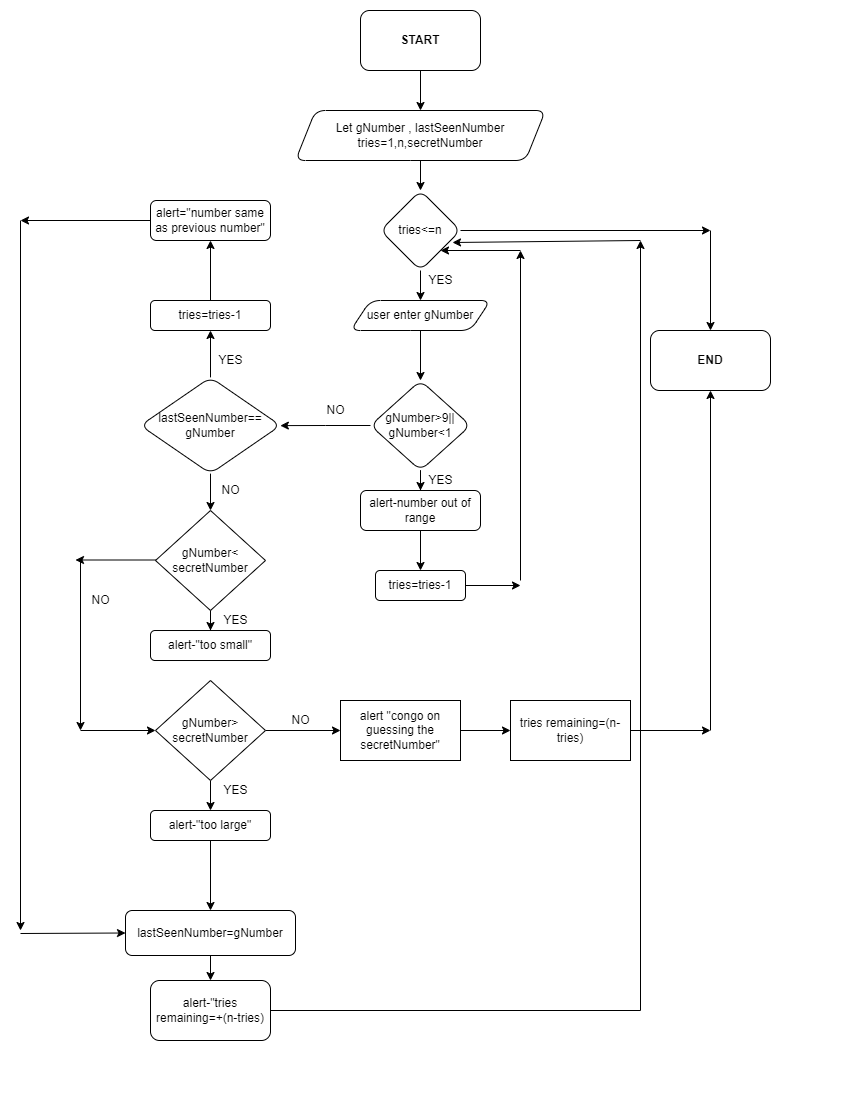 START
Let gNumber , lastSeenNumber
tries=1,n,secretNumber
tries<=n
YES
user enter gNumber
gNumber>9||
gNumber<1
YES
alert-number out of
range
tries=tries-1
NO
lastSeenNumber==
gNumber
YES
tries=tries-1
alert="number same
as previous number"
NO
gNumber<
secretNumber
YES
alert-"too small"
NO
gNumber>
secretNumber
NO
alert "congo on
guessing the
secretNumber"
tries remaining=(n-
tries)
END
YES
alert-"too large"
lastSeenNumber=gNumber
alert-"tries
remaining=+(n-tries)